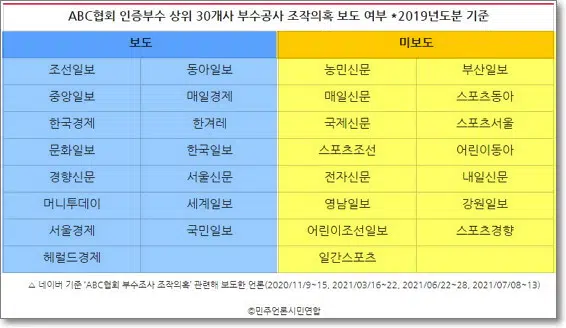 ABC협회 인증부수 상위 30개사 부수공사 조작의혹 보도 여부 *2019년도분 기준
보도 미보도
조선일보 동아일보 농민신문 부산일보
중앙일보 매일경제 매일신문 스포츠동아
한국경제 한겨레 국제신문 스포츠서울
문화일보 한국일보 스포츠조선 어린이동아
경향신문 서울신문 전자신문 내일신문
머니투데이 세계일보 영남일보 강원일보
서울경제 국민일보 어린이조선일보 스포츠경향
헤럴드경제 일간스포츠
△ 네이버 기준 'ABC협회 부수조사 조작의혹' 관련해 보도한 언론(2020/11/9~15, 2021/03/16~22, 2021/06/22~28, 2021/07/08~13)
©민주언론시민연합